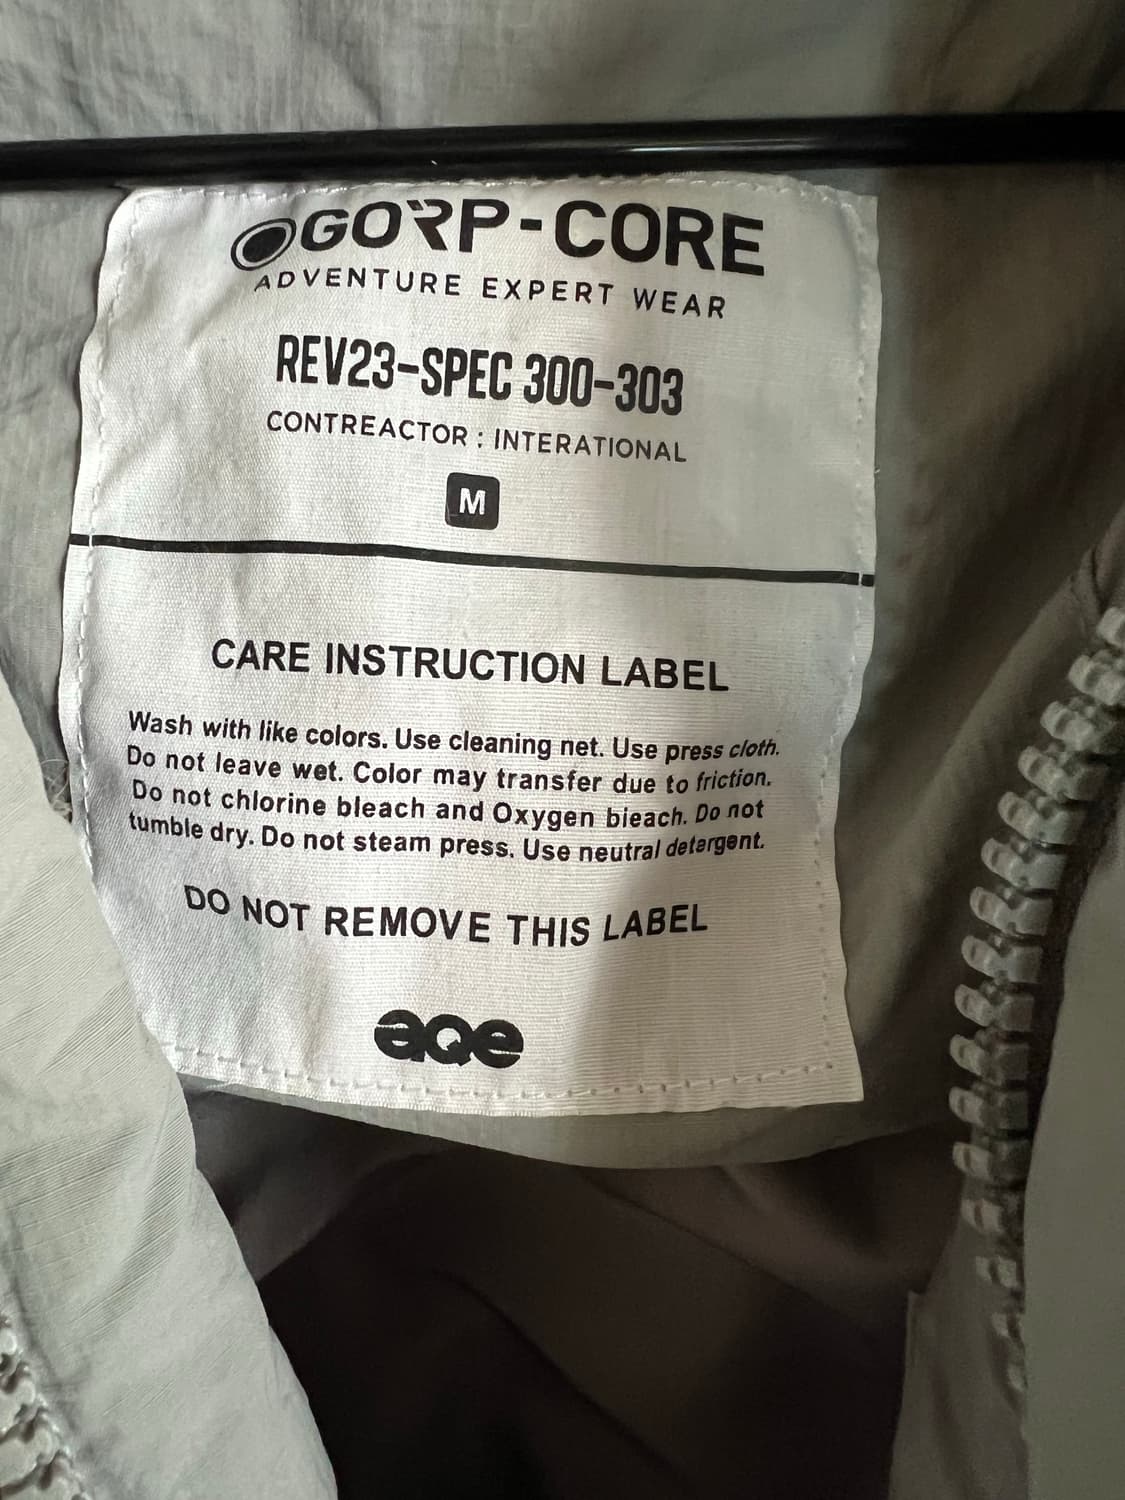 GORP-CORE
ADVENTURE EXPERT WEAR
REV23-SPEC 300-303
CONTREACTOR : INTERATIONAL
M
CARE INSTRUCTION LABEL
Wash with like colors. Use cleaning net. Use press cloth.
Do not leave wet. Color may transfer due to friction.
Do not chlorine bleach and Oxygen bieach. Do not
tumble dry. Do not steam press. Use neutral detargent.
DO NOT REMOVE THIS LABEL
aqe